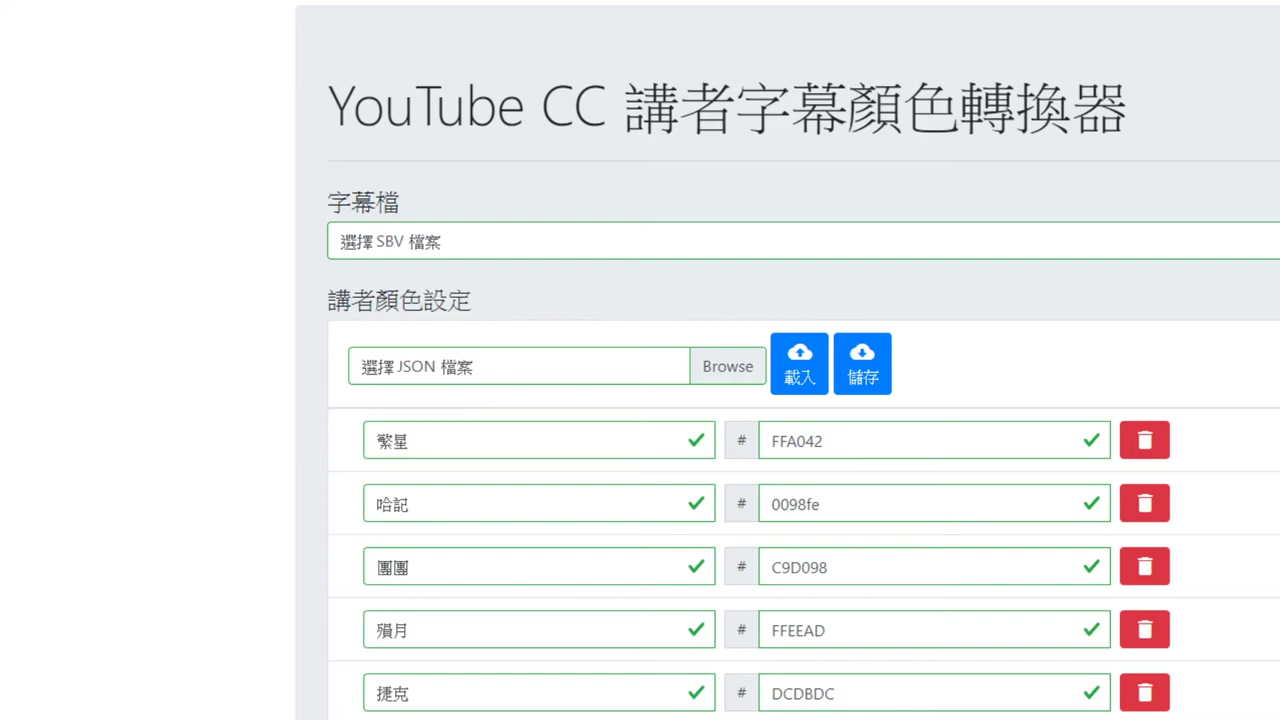 YouTube CC 講者字幕顏色轉換器
字幕檔
選擇 SBV 檔案
講者顏色設定
選擇 JSON 檔案 Browse 載入 儲存
繁星 # FFA042
哈記 # 0098fe
團團 # C9D098
殞月 # FFEEAD
捷克 # DCDBDC